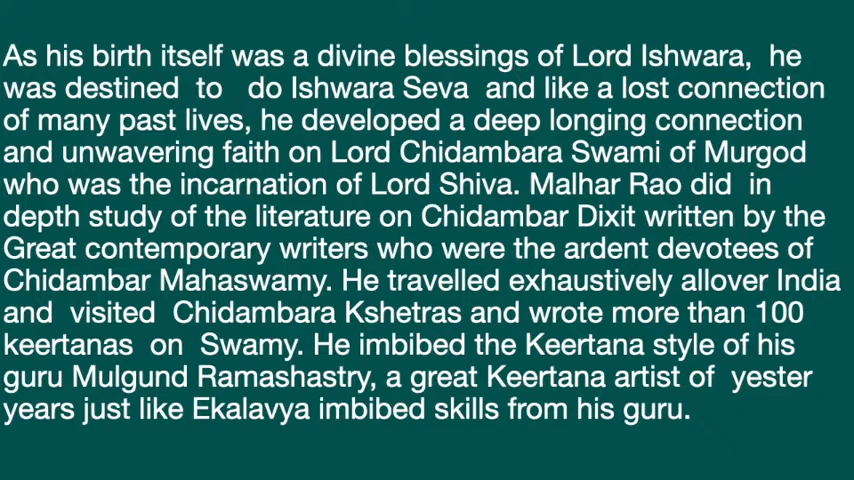 As his birth itself was a divine blessings of Lord Ishwara,  he
was destined  to   do Ishwara Seva  and like a lost connection
of many past lives, he developed a deep longing connection
and unwavering faith on Lord Chidambara Swami of Murgod
who was the incarnation of Lord Shiva. Malhar Rao did  in
depth study of the literature on Chidambar Dixit written by the
Great contemporary writers who were the ardent devotees of
Chidambar Mahaswamy. He travelled exhaustively allover India
and  visited  Chidambara Kshetras and wrote more than 100
keertanas  on  Swamy. He imbibed the Keertana style of his
guru Mulgund Ramashastry, a great Keertana artist of  yester
years just like Ekalavya imbibed skills from his guru.